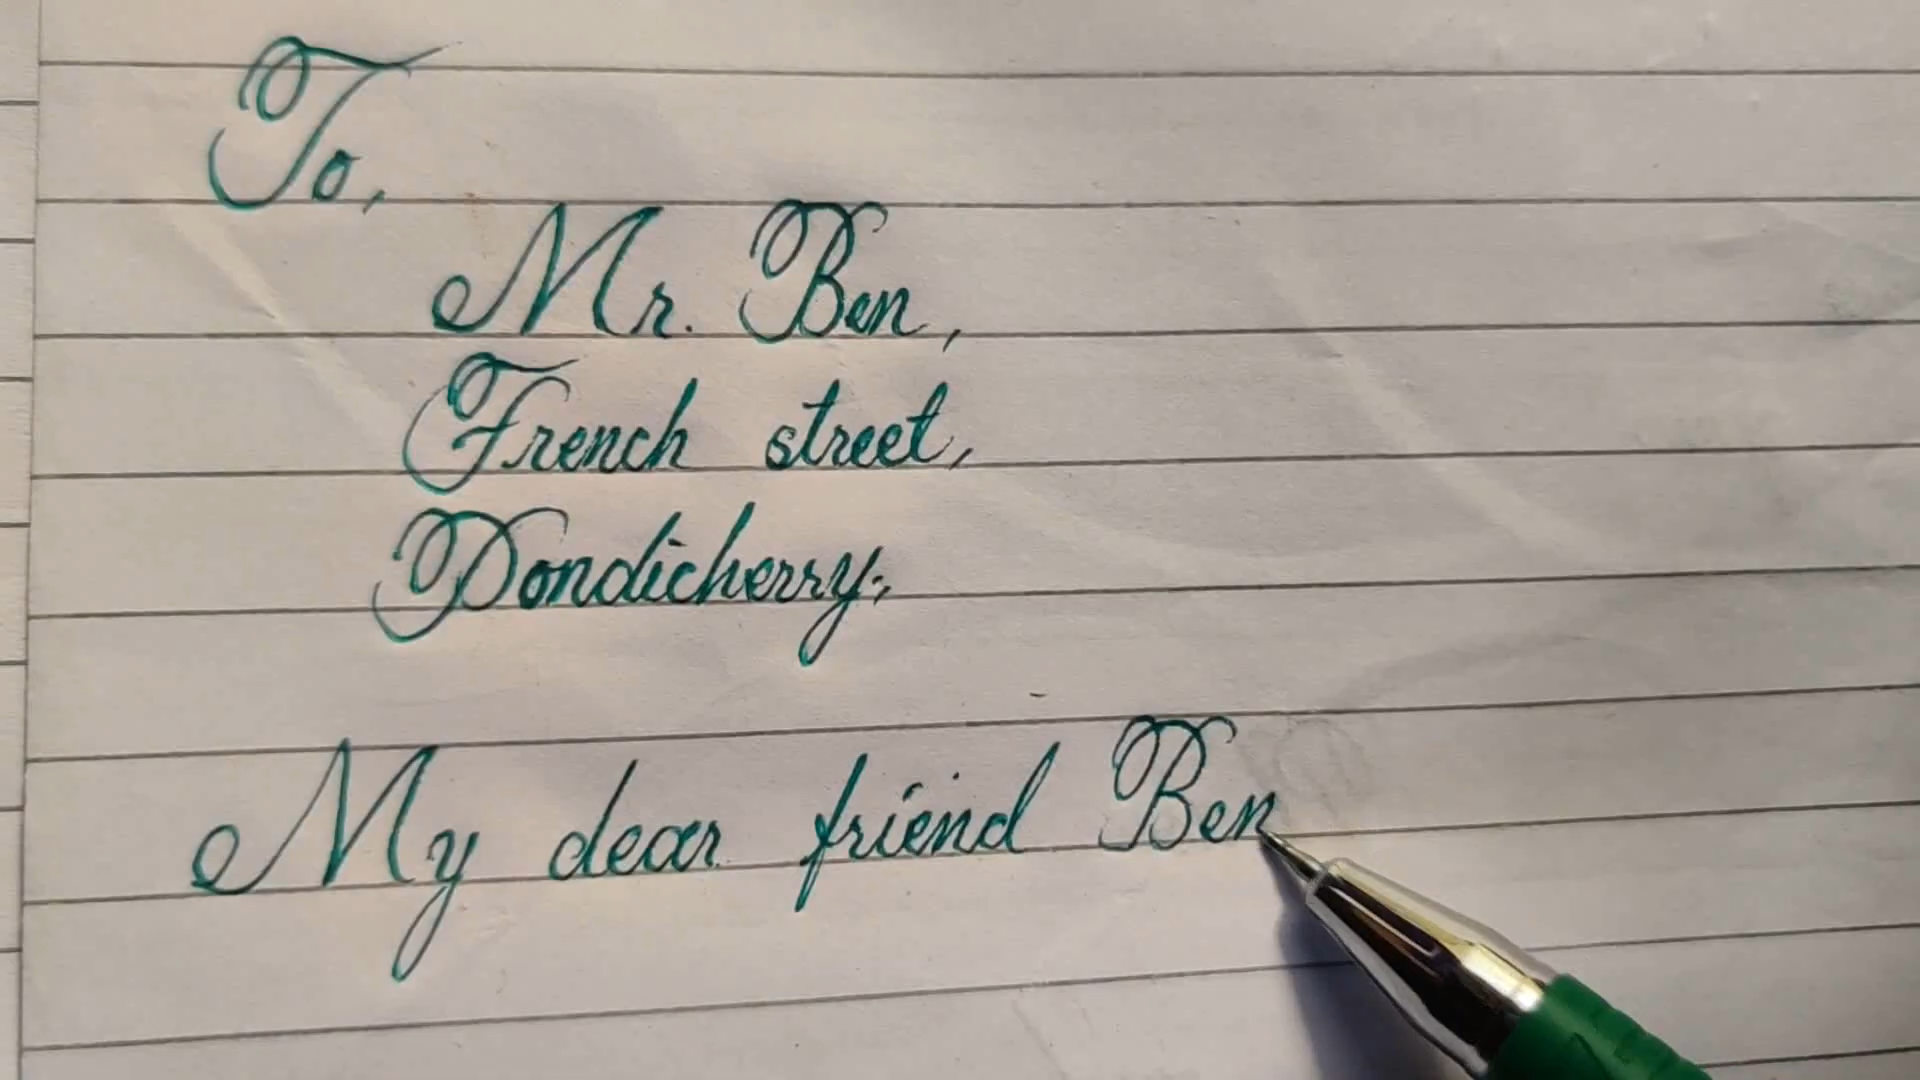 To,
Mr. Ben,
French street,
Pondicherry.,
My dear friend Ben